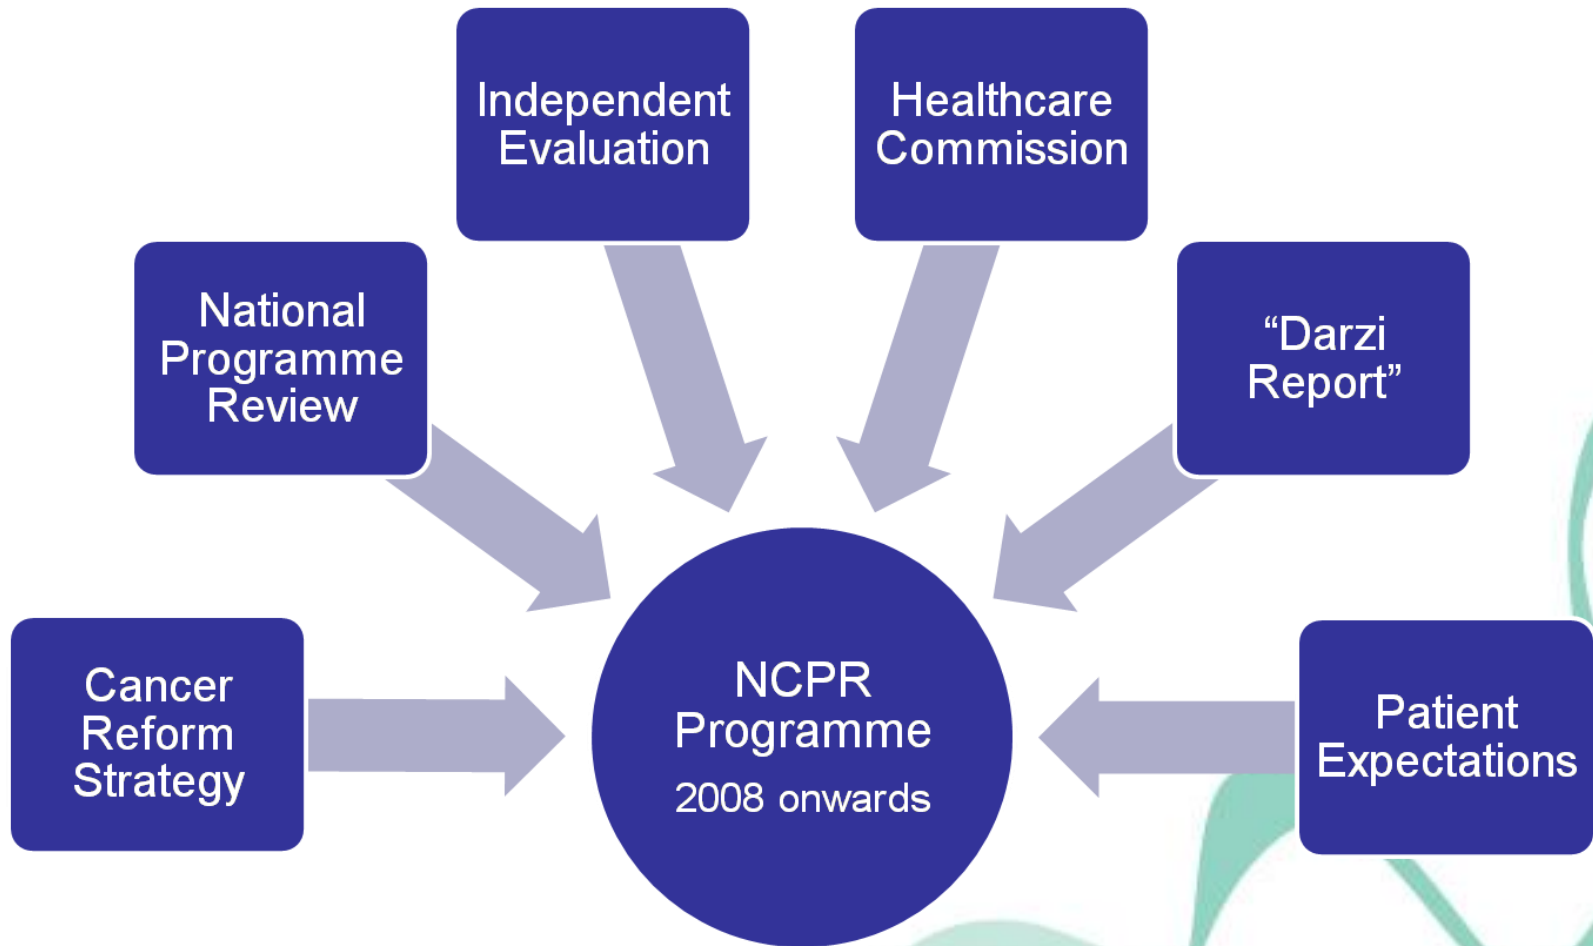 Independent
Evaluation
Healthcare
Commission
National
Programme
Review
“Darzi
Report”
Cancer
Reform
Strategy
NCPR
Programme
2008 onwards
Patient
Expectations